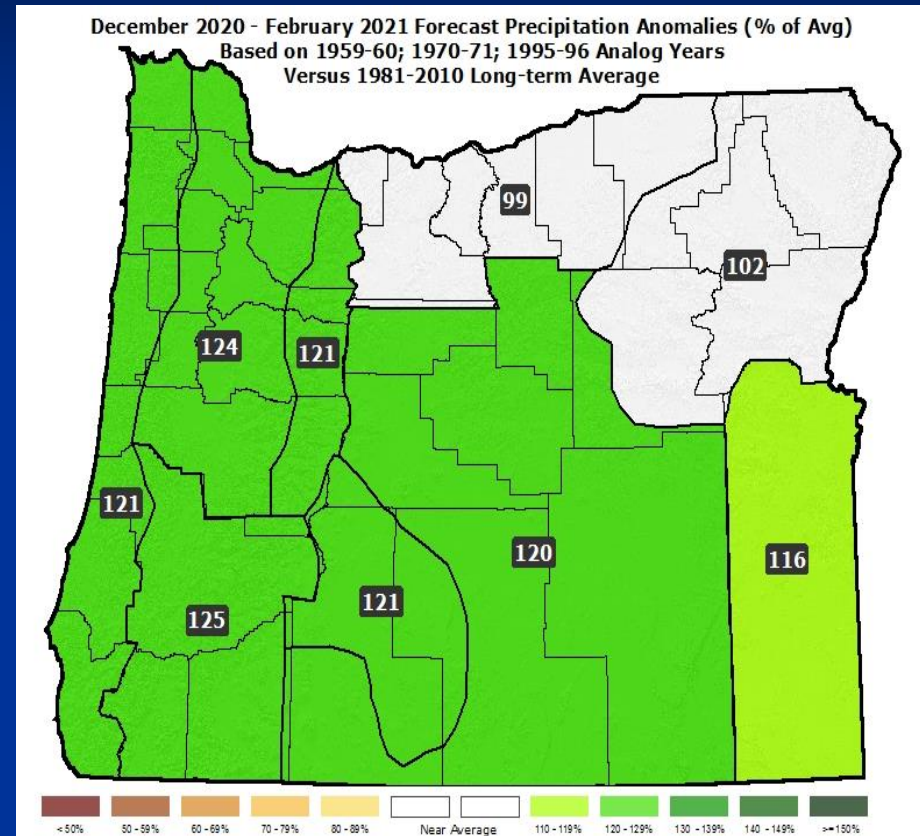 December 2020 - February 2021 Forecast Precipitation Anomalies (% of Avg)
Based on 1959-60; 1970-71; 1995-96 Analog Years
Versus 1981-2010 Long-term Average
99
102
124
121
121
120
116
121
125
<50%
50 - 59%
60 - 69%
70 - 79%
80 - 89%
Near Average
110 - 119%
120 - 129%
130 - 139%
140 - 149%
>=150%